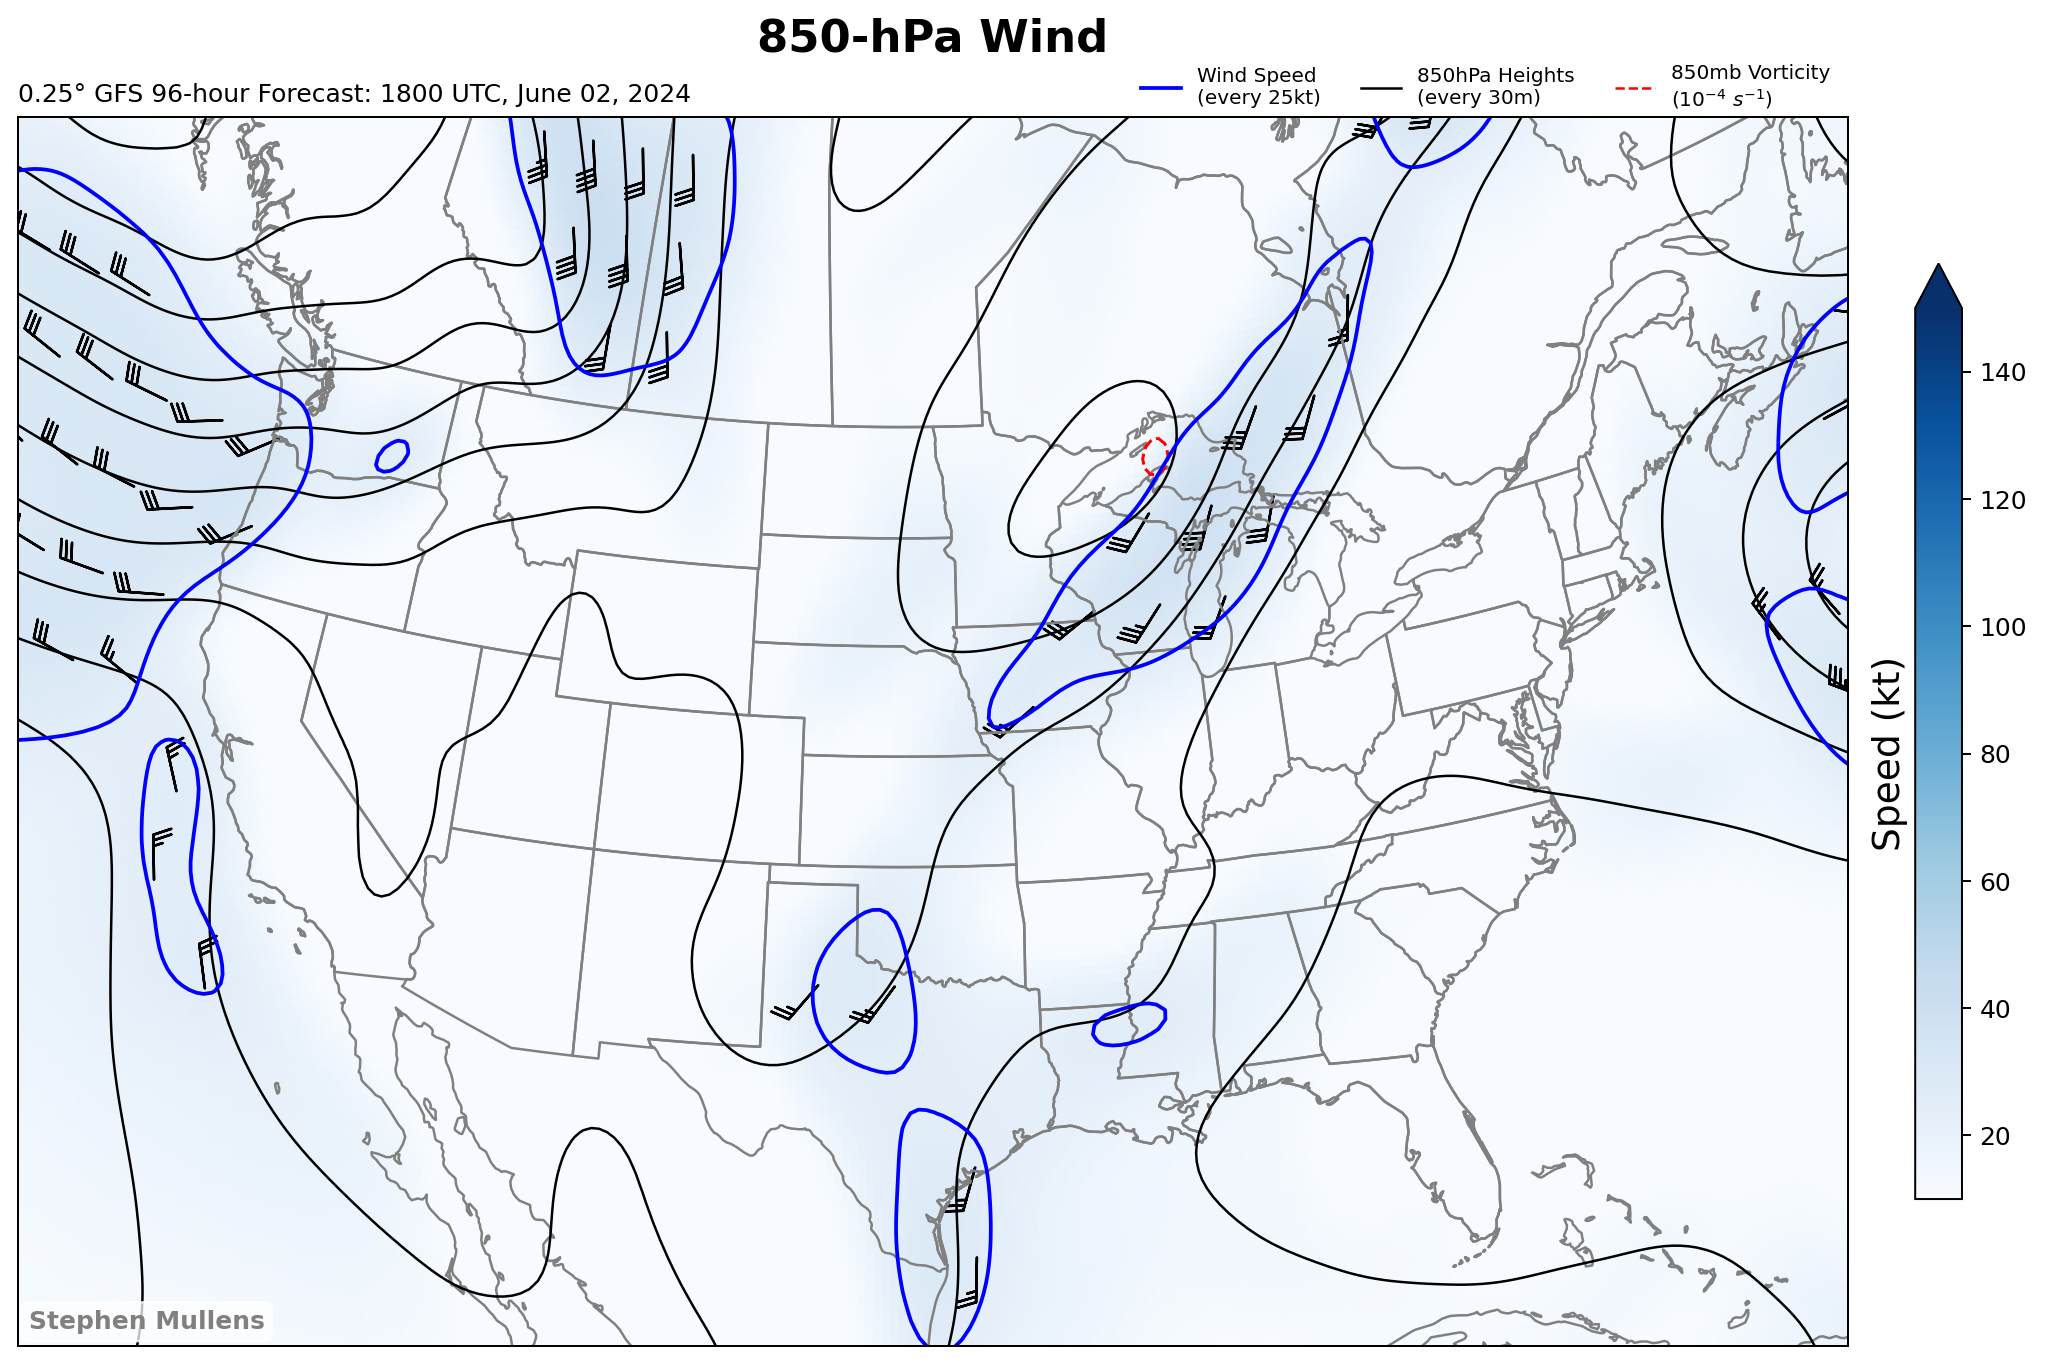 850-hPa Wind
0.25° GFS 96-hour Forecast: 1800 UTC, June 02, 2024
Wind Speed
(every 25kt)
850hPa Heights
(every 30m)
850mb Vorticity
(10⁻⁴ s⁻¹)
140
120
100
80
60
40
20
Speed (kt)
Stephen Mullens